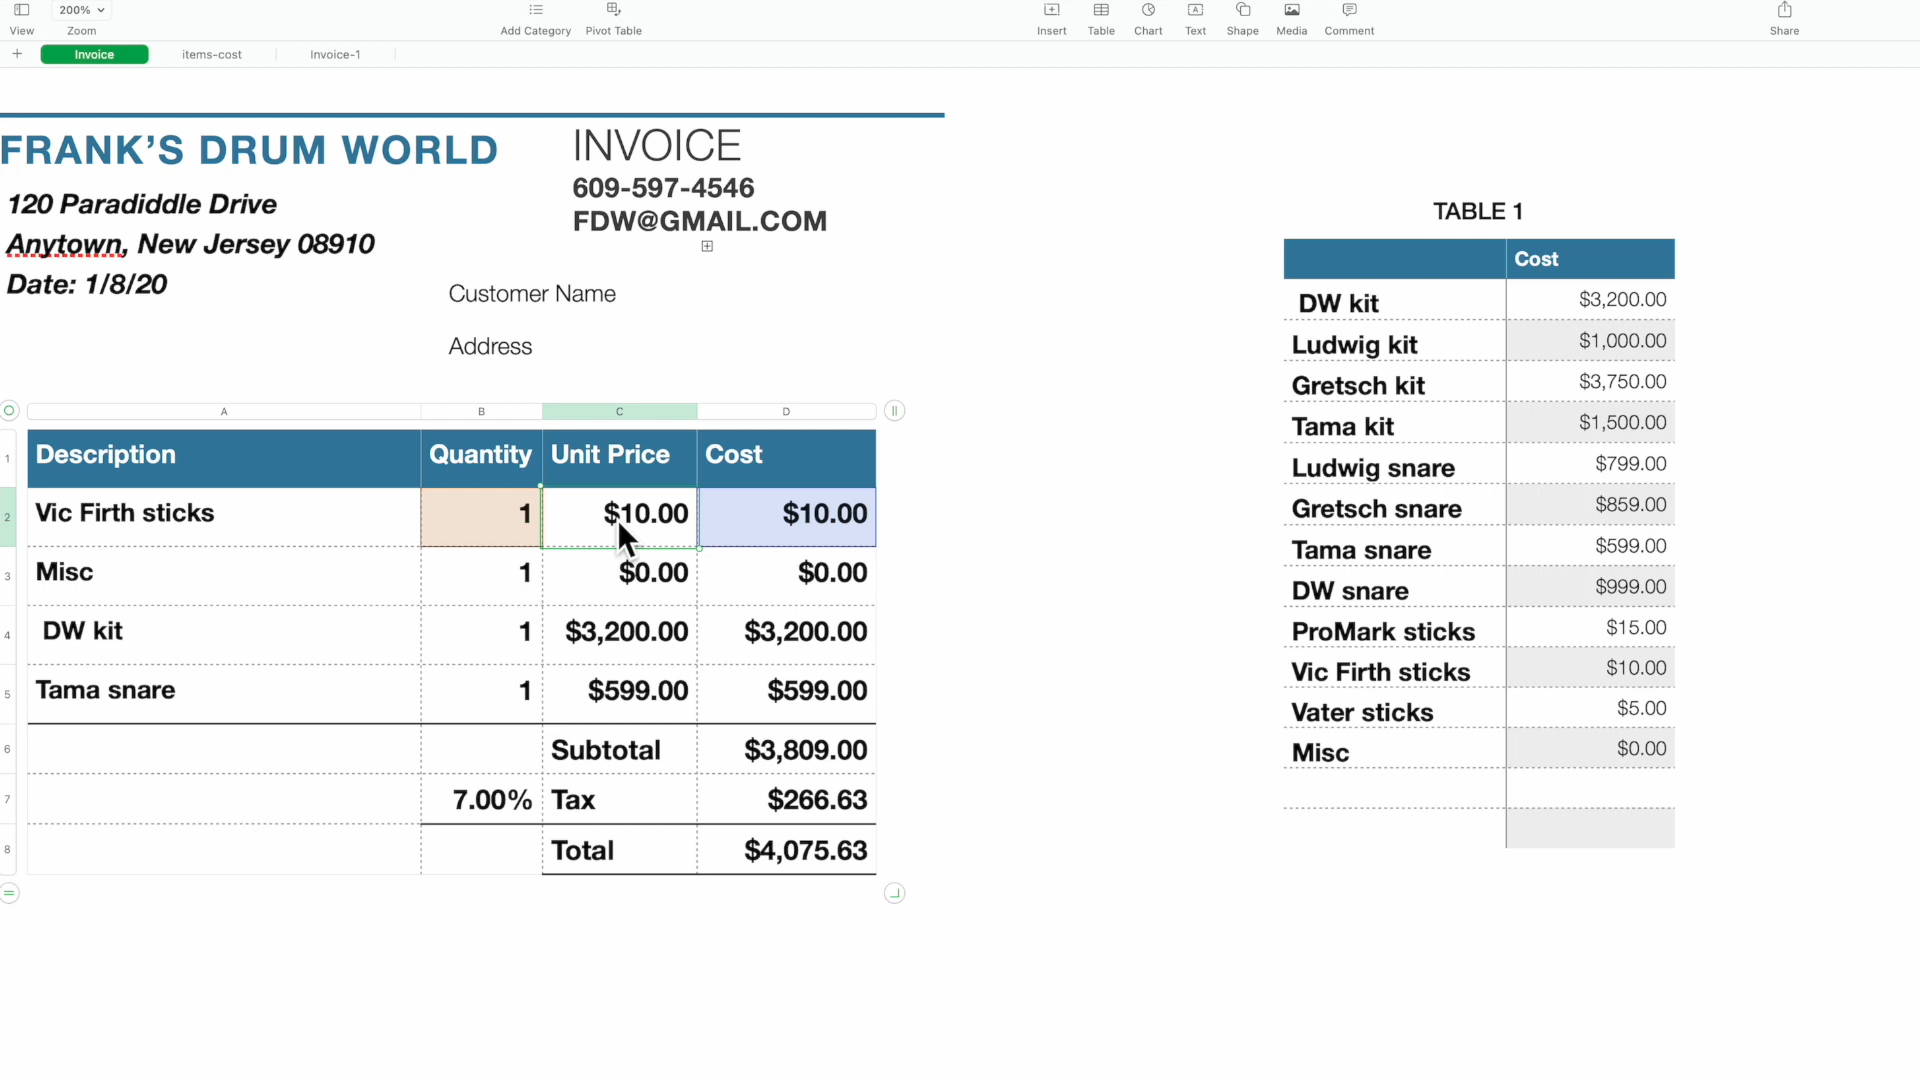 200%
View
Zoom
Add Category
Pivot Table
Insert
Table
Chart
Text
Shape
Media
Comment
Share
Invoice
items-cost
Invoice-1
FRANK’S DRUM WORLD
120 Paradiddle Drive
Anytown, New Jersey 08910
Date: 1/8/20
INVOICE
609-597-4546
FDW@GMAIL.COM
Customer Name
Address
A B C D
1 Description Quantity Unit Price Cost
2 Vic Firth sticks 1 $10.00 $10.00
3 Misc 1 $0.00 $0.00
4 DW kit 1 $3,200.00 $3,200.00
5 Tama snare 1 $599.00 $599.00
6 Subtotal $3,809.00
7 7.00% Tax $266.63
8 Total $4,075.63
TABLE 1
Cost
DW kit $3,200.00
Ludwig kit $1,000.00
Gretsch kit $3,750.00
Tama kit $1,500.00
Ludwig snare $799.00
Gretsch snare $859.00
Tama snare $599.00
DW snare $999.00
ProMark sticks $15.00
Vic Firth sticks $10.00
Vater sticks $5.00
Misc $0.00